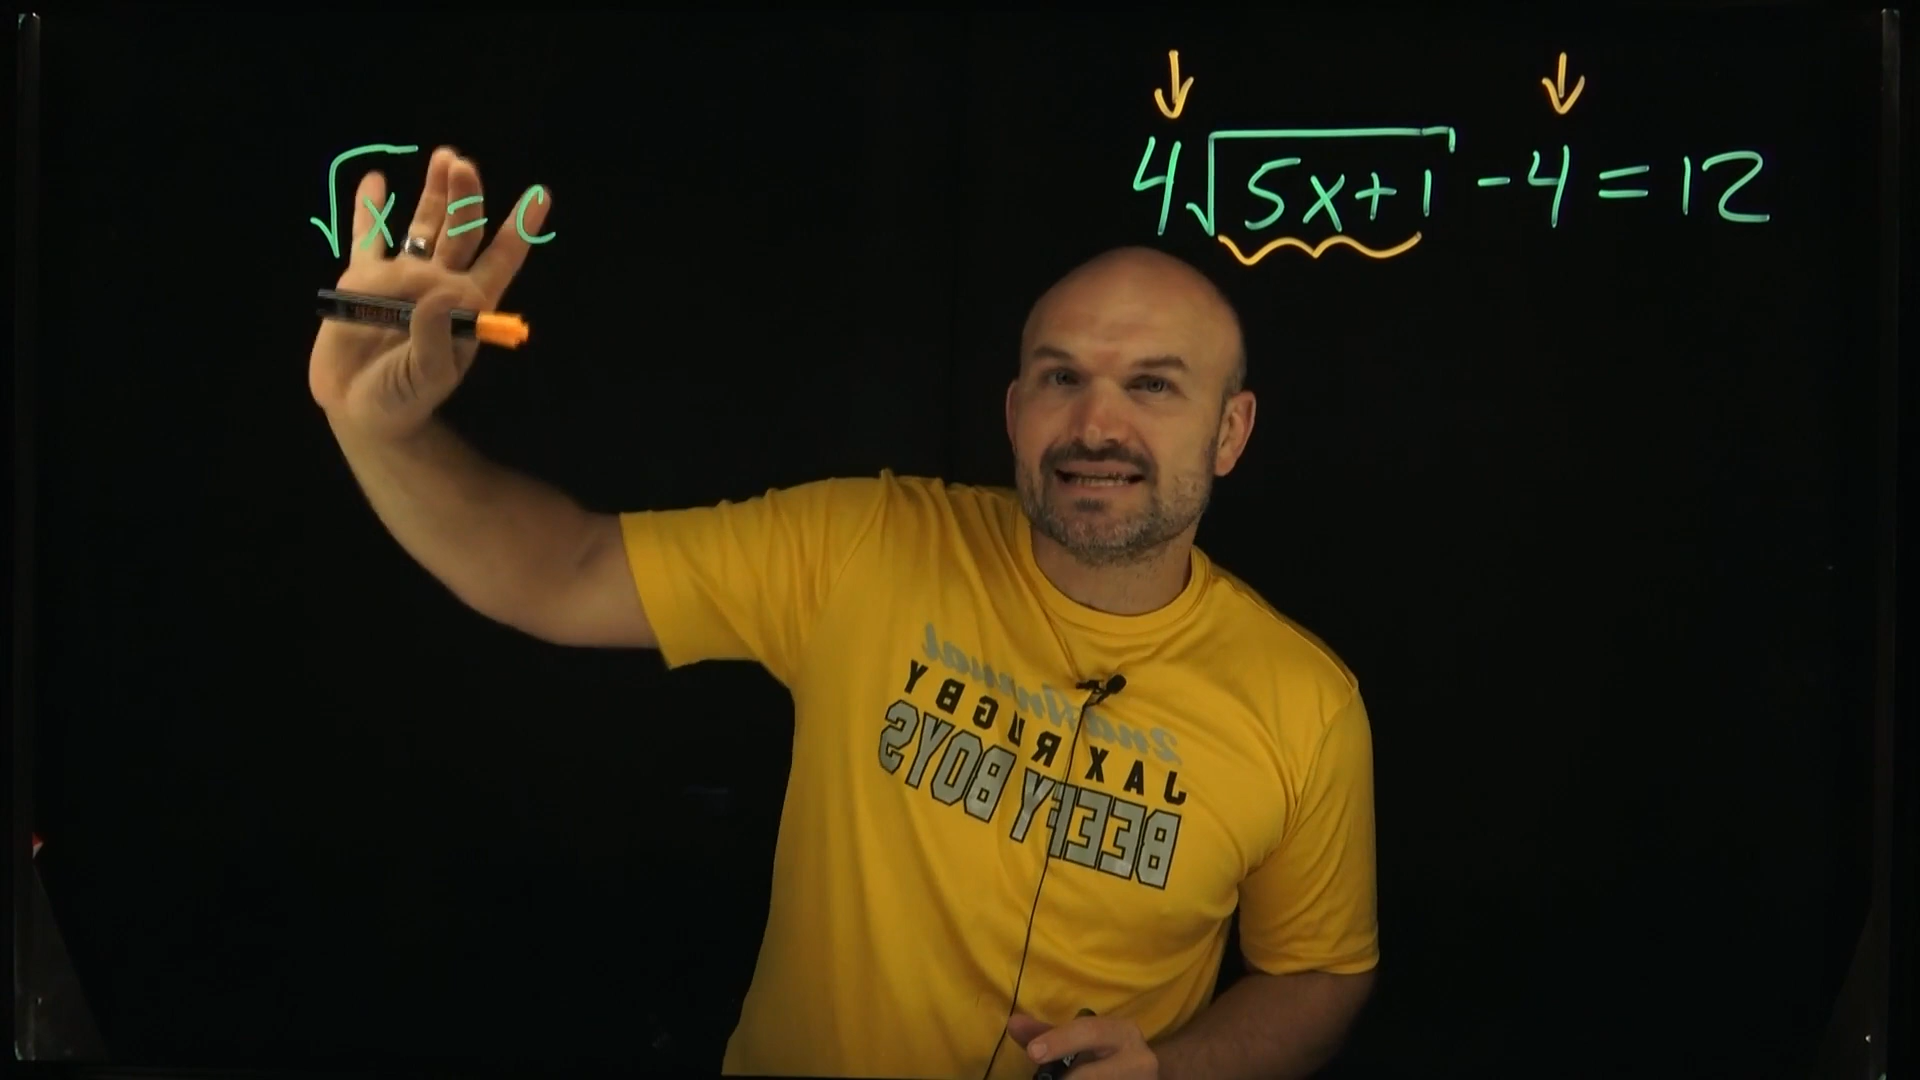 √x = c
4√(5x+1) - 4 = 12
2nd Annual
JAX RUGBY
BEEFY BOYS